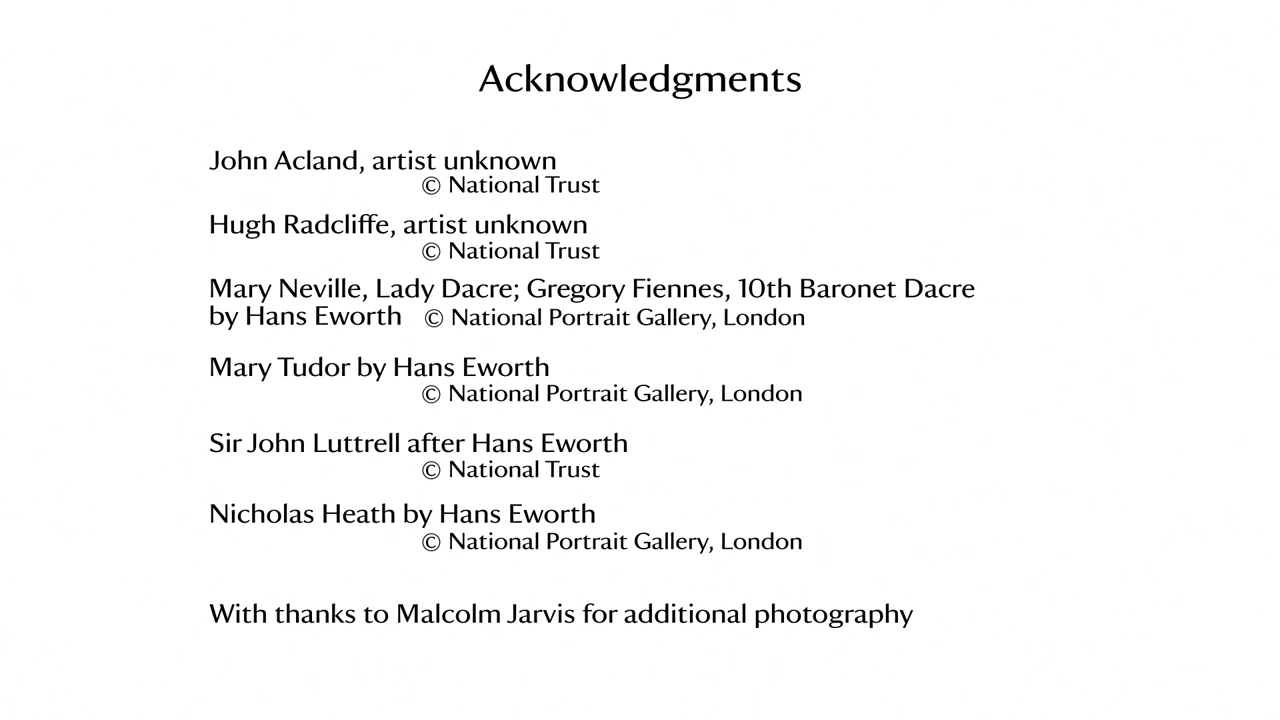 Acknowledgments
John Acland, artist unknown
© National Trust
Hugh Radcliffe, artist unknown
© National Trust
Mary Neville, Lady Dacre; Gregory Fiennes, 10th Baronet Dacre
by Hans Eworth © National Portrait Gallery, London
Mary Tudor by Hans Eworth
© National Portrait Gallery, London
Sir John Luttrell after Hans Eworth
© National Trust
Nicholas Heath by Hans Eworth
© National Portrait Gallery, London
With thanks to Malcolm Jarvis for additional photography